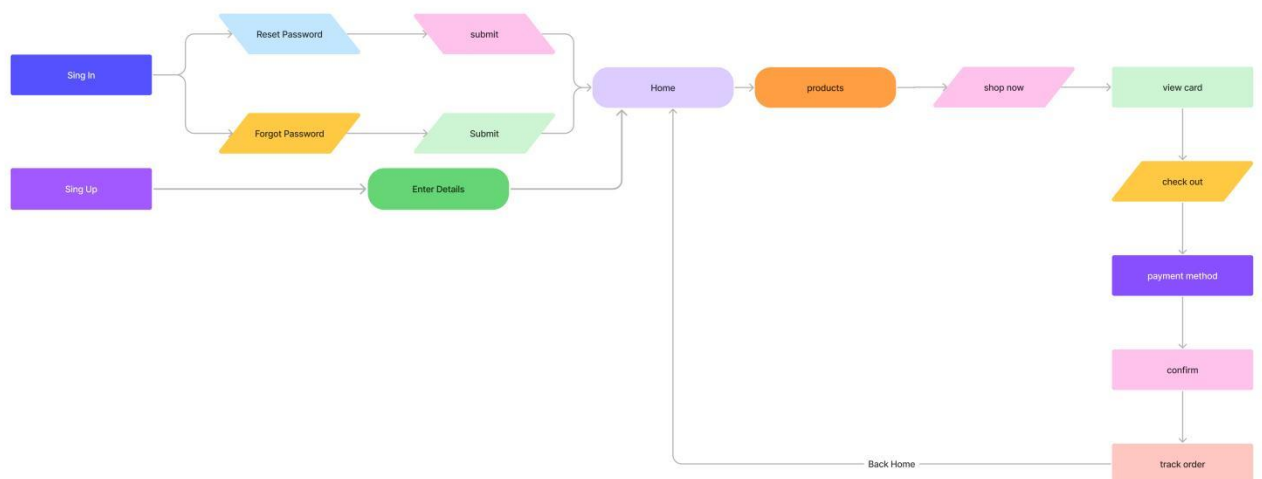 Reset Password
submit
Sing In
Home
products
shop now
view card
Forgot Password
Submit
Sing Up
Enter Details
check out
payment method
confirm
Back Home
track order